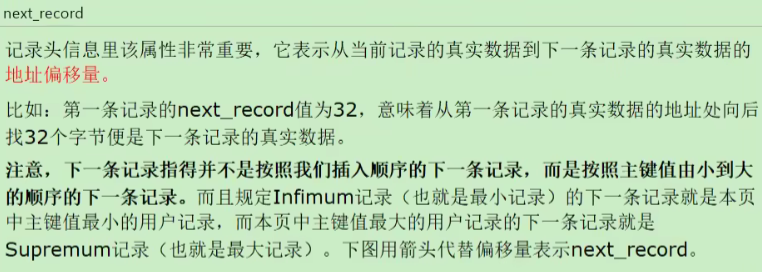 next_record
记录头信息里该属性非常重要，它表示从当前记录的真实数据到下一条记录的真实数据的
地址偏移量。
比如：第一条记录的next_record值为32，意味着从第一条记录的真实数据的地址处向后
找32个字节便是下一条记录的真实数据。
注意，下一条记录指得并不是按照我们插入顺序的下一条记录，而是按照主键值由小到大
的顺序的下一条记录。而且规定Infimum记录（也就是最小记录）的下一条记录就是本页
中主键值最小的用户记录，而本页中主键值最大的用户记录的下一条记录就是
Supremum记录（也就是最大记录）。下图用箭头代替偏移量表示next_record。